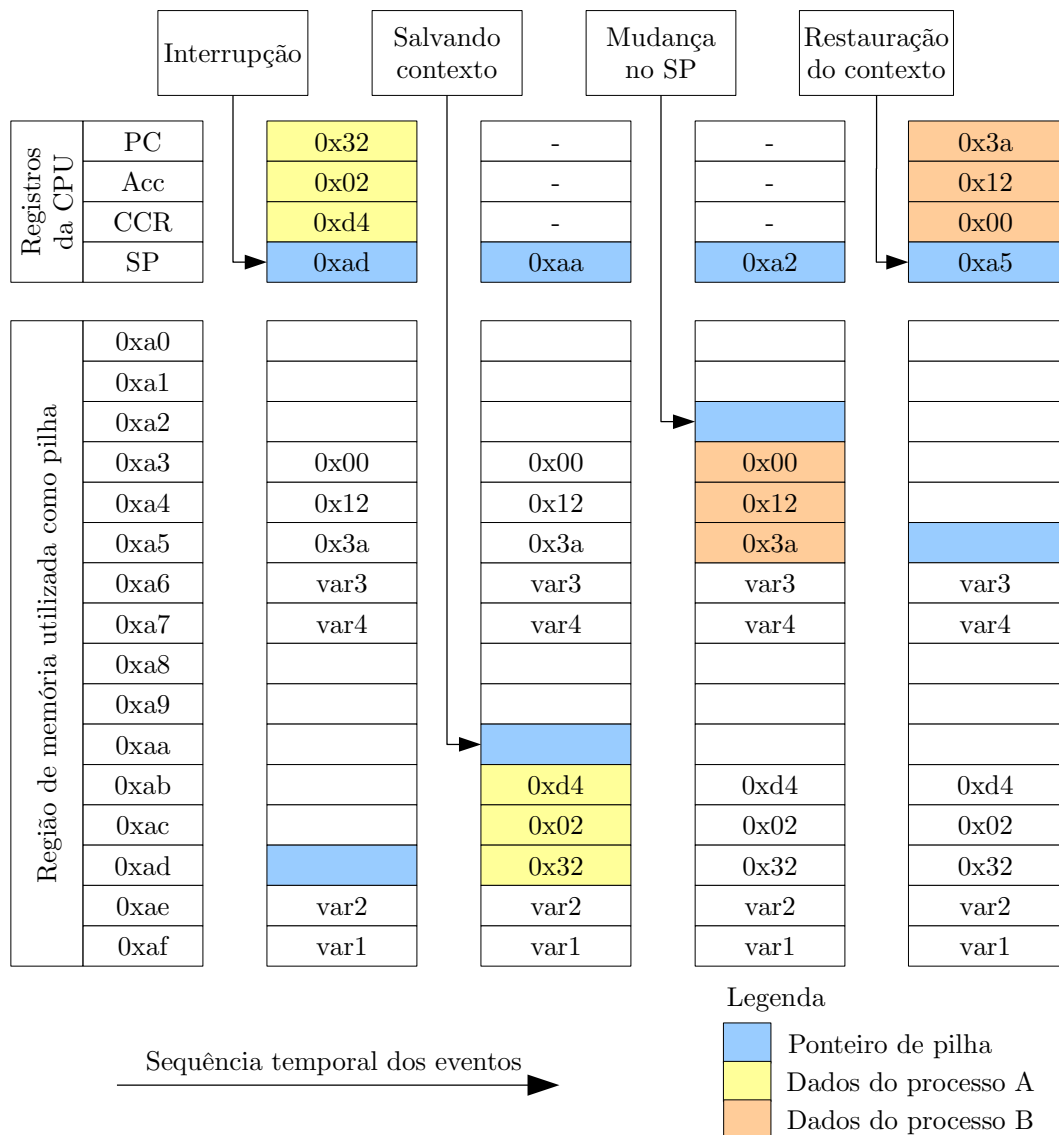 Interrupção
Salvando
contexto
Mudança
no SP
Restauração
do contexto
Registros
da CPU
PC 0x32 - - 0x3a
Acc 0x02 - - 0x12
CCR 0xd4 - - 0x00
SP 0xad 0xaa 0xa2 0xa5
Região de memória utilizada como pilha
0xa0
0xa1
0xa2
0xa3 0x00 0x00 0x00
0xa4 0x12 0x12 0x12
0xa5 0x3a 0x3a 0x3a
0xa6 var3 var3 var3 var3
0xa7 var4 var4 var4 var4
0xa8
0xa9
0xaa
0xab 0xd4 0xd4 0xd4
0xac 0x02 0x02 0x02
0xad 0x32 0x32 0x32
0xae var2 var2 var2 var2
0xaf var1 var1 var1 var1
Sequência temporal dos eventos
Legenda
Ponteiro de pilha
Dados do processo A
Dados do processo B